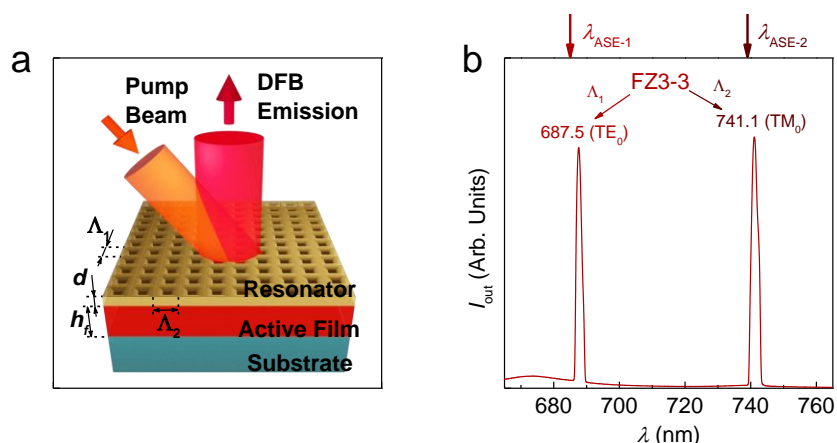 a
Pump
Beam
DFB
Emission
Λ₁
d
hf
Λ₂
Resonator
Active Film
Substrate
b
λASE-1
λASE-2
FZ3-3
Λ₁
Λ₂
687.5 (TE₀)
741.1 (TM₀)
Iout (Arb. Units)
680 700 720 740 760
λ (nm)